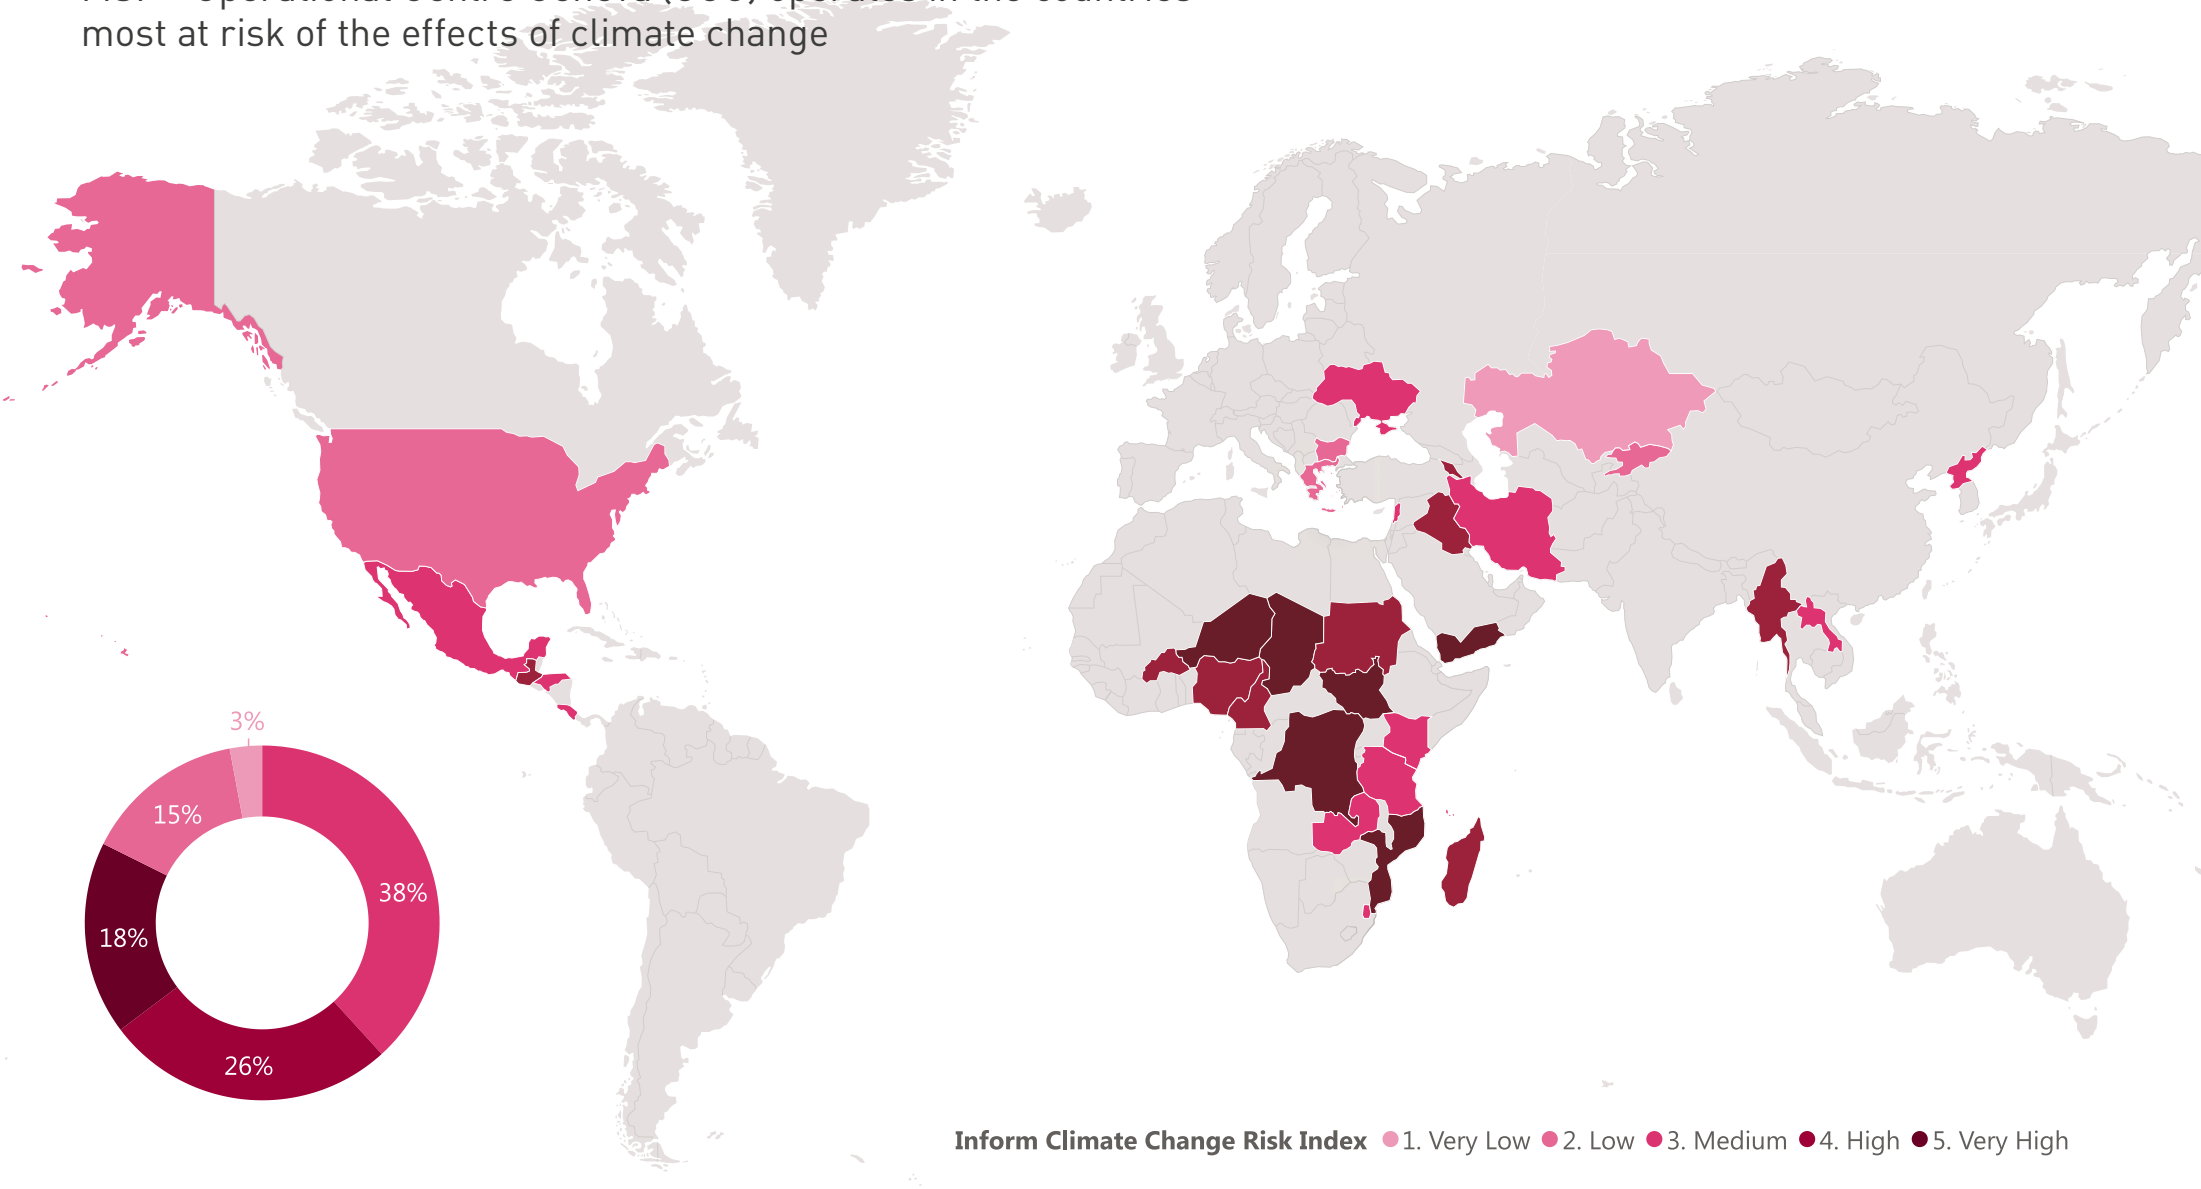 most at risk of the effects of climate change
3%
15%
38%
18%
26%
Inform Climate Change Risk Index 1. Very Low 2. Low 3. Medium 4. High 5. Very High